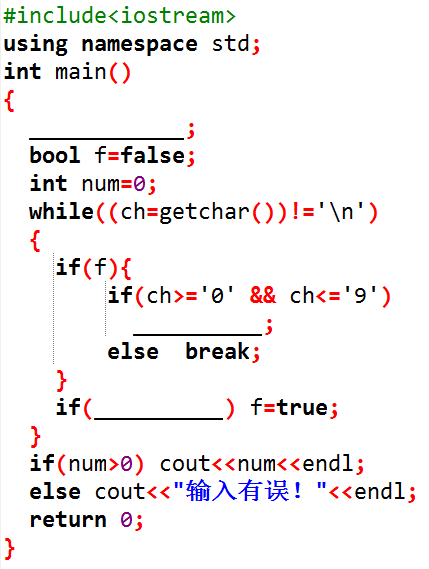 #include<iostream>
using namespace std;
int main()
{
  ____________;
  bool f=false;
  int num=0;
  while((ch=getchar())!='\n')
  {
    if(f){
        if(ch>='0' && ch<='9')
          __________;
        else  break;
    }
    if(__________) f=true;
  }
  if(num>0) cout<<num<<endl;
  else cout<<"输入有误！"<<endl;
  return 0;
}